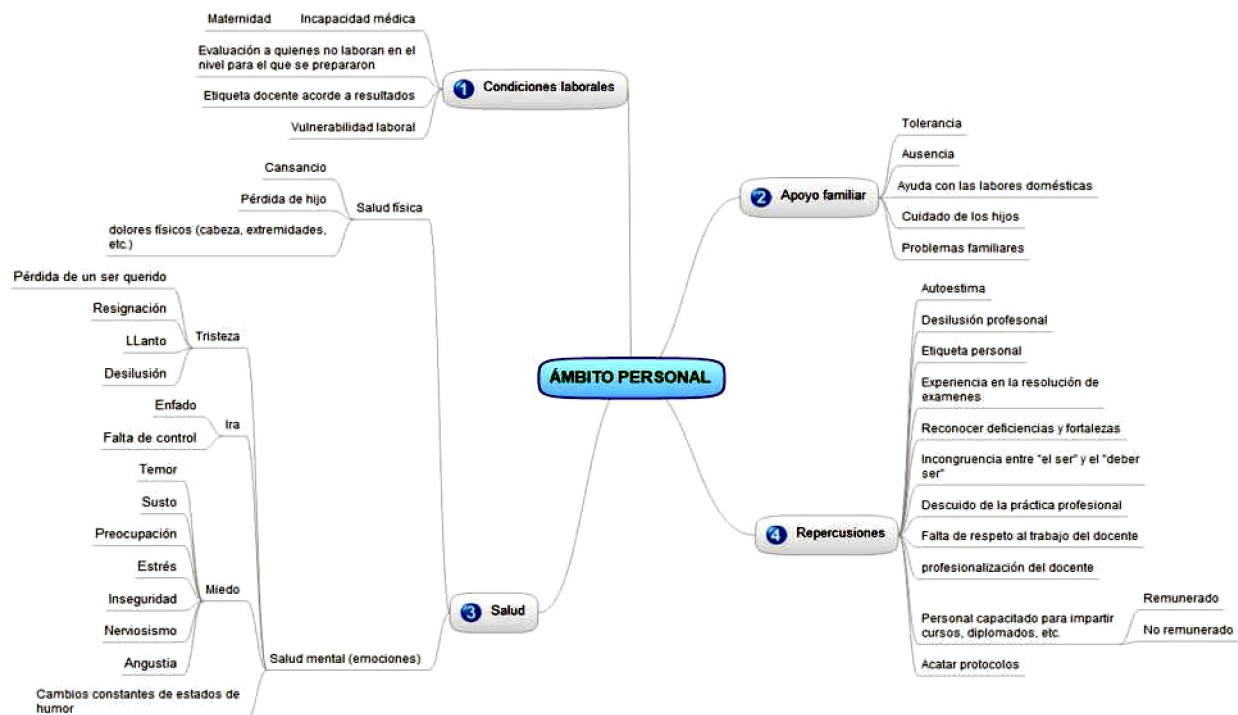 Maternidad
Incapacidad médica
Evaluación a quienes no laboran en el
nivel para el que se prepararon
Etiqueta docente acorde a resultados
Vulnerabilidad laboral
1 Condiciones laborales
Tolerancia
Ausencia
Ayuda con las labores domésticas
Cuidado de los hijos
Problemas familiares
2 Apoyo familiar
Cansancio
Pérdida de hijo
dolores físicos (cabeza, extremidades,
etc.)
Salud física
Pérdida de un ser querido
Resignación
LLanto
Desilusión
Tristeza
Enfado
Falta de control
Ira
Temor
Susto
Preocupación
Estrés
Inseguridad
Nerviosismo
Angustia
Miedo
Cambios constantes de estados de
humor
Salud mental (emociones)
3 Salud
ÁMBITO PERSONAL
4 Repercusiones
Autoestima
Desilusión profesonal
Etiqueta personal
Experiencia en la resolución de
examenes
Reconocer deficiencias y fortalezas
Incongruencia entre "el ser" y el "deber
ser"
Descuido de la práctica profesional
Falta de respeto al trabajo del docente
profesionalización del docente
Personal capacitado para impartir
cursos, diplomados, etc.
Remunerado
No remunerado
Acatar protocolos